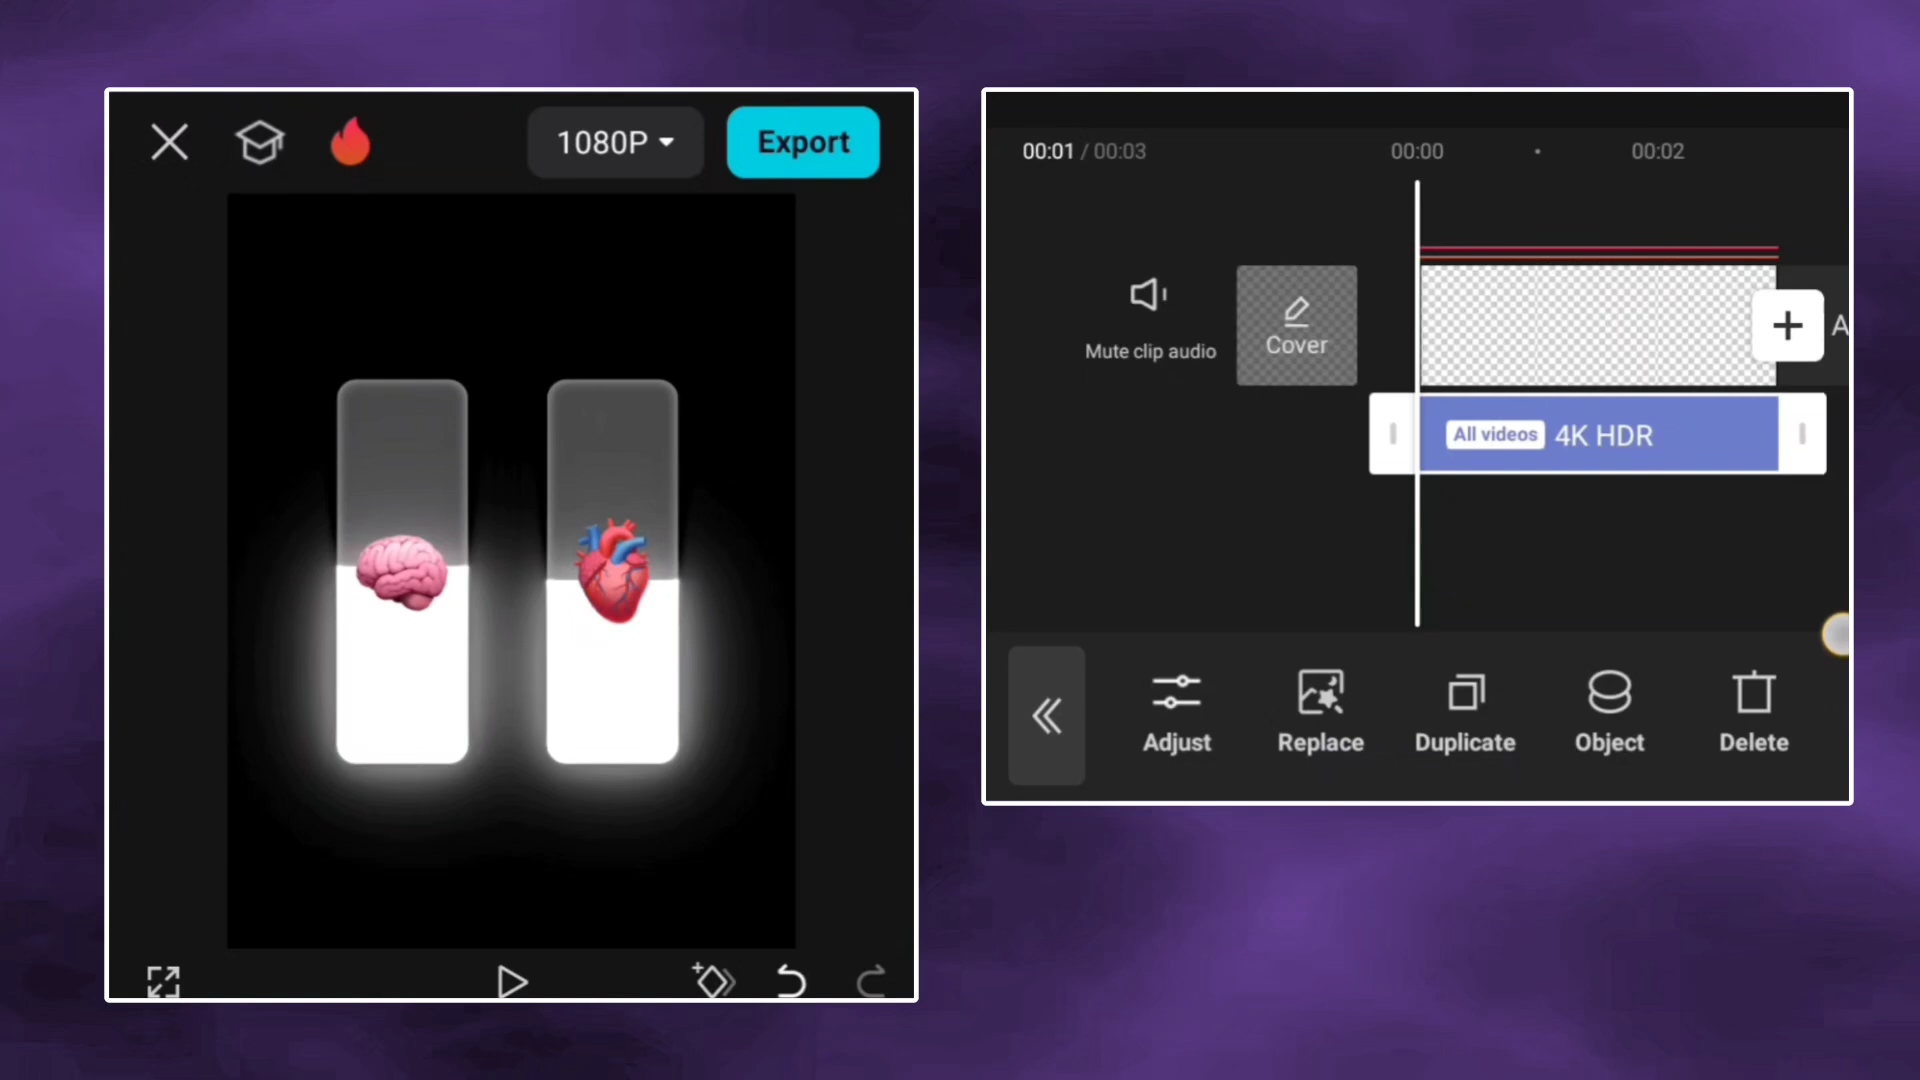 1080P
Export
00:01 / 00:03
00:00
00:02
Mute clip audio
Cover
A
All videos 4K HDR
Adjust
Replace
Duplicate
Object
Delete